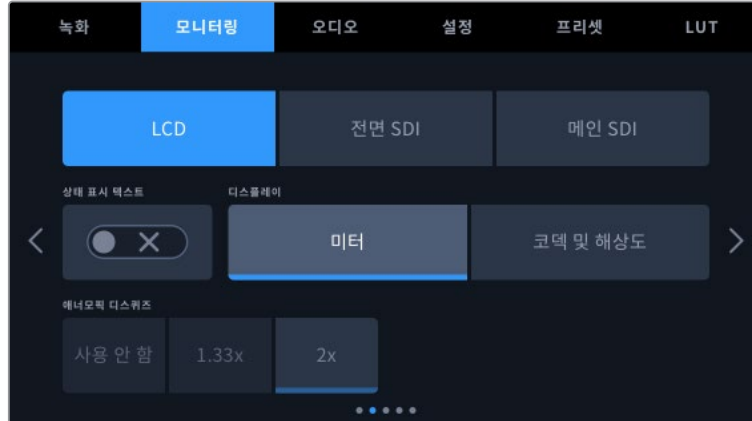 녹화 모니터링 오디오 설정 프리셋 LUT
LCD 전면 SDI 메인 SDI
상태 표시 텍스트 디스플레이
미터 코덱 및 해상도
애너모픽 디스퀴즈
사용 안 함 1.33x 2x